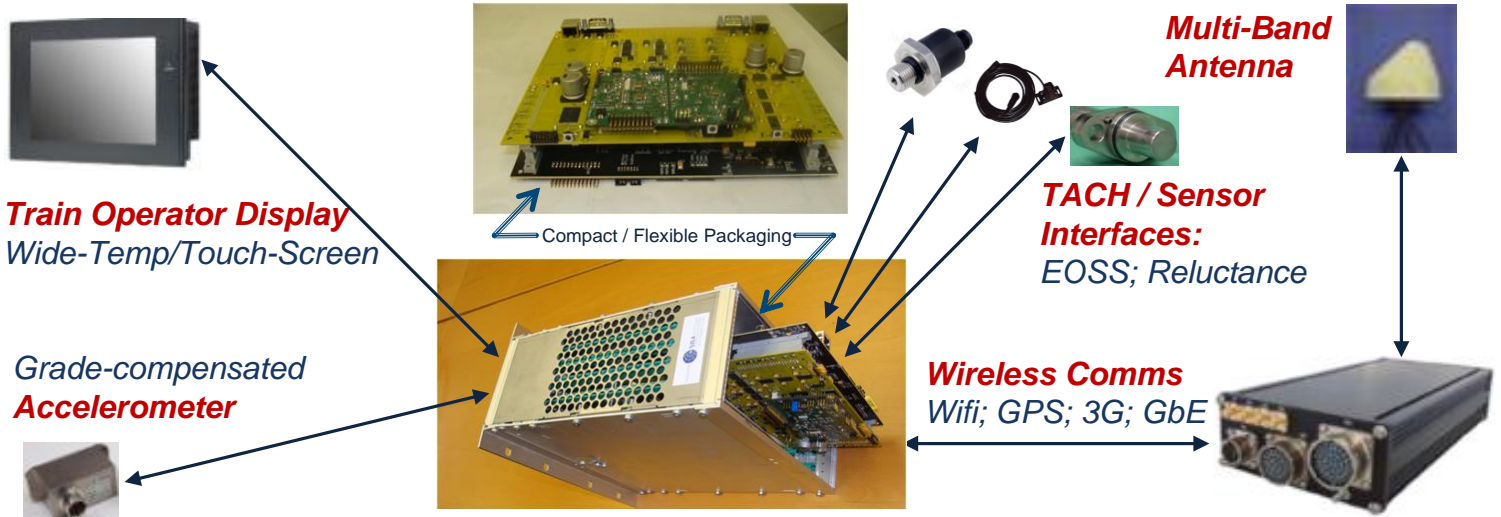 Multi-Band
Antenna
Train Operator Display
Wide-Temp/Touch-Screen
Compact / Flexible Packaging
TACH / Sensor
Interfaces:
EOSS; Reluctance
Grade-compensated
Accelerometer
Wireless Comms
Wifi; GPS; 3G; GbE